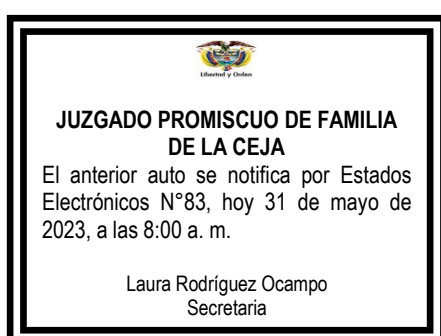 Libertad y Orden
JUZGADO PROMISCUO DE FAMILIA
DE LA CEJA
El anterior auto se notifica por Estados
Electrónicos N°83, hoy 31 de mayo de
2023, a las 8:00 a. m.
Laura Rodríguez Ocampo
Secretaria